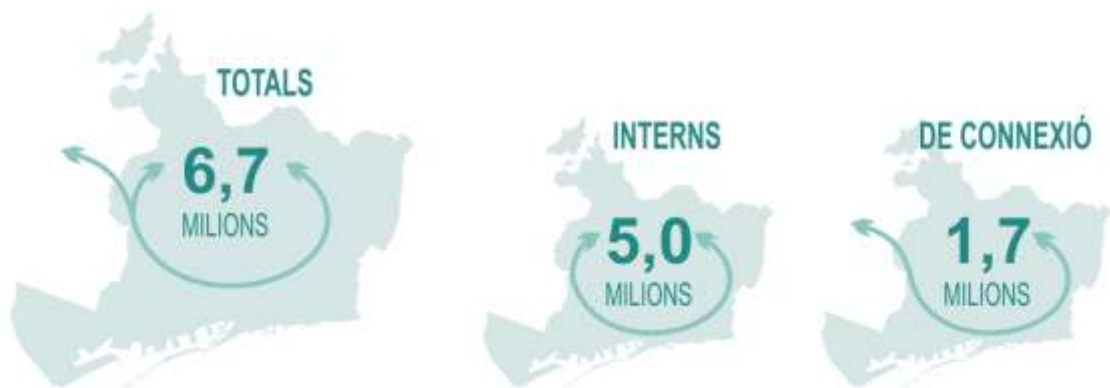 TOTALS
6,7
MILIONS
INTERNS
5,0
MILIONS
DE CONNEXIÓ
1,7
MILIONS